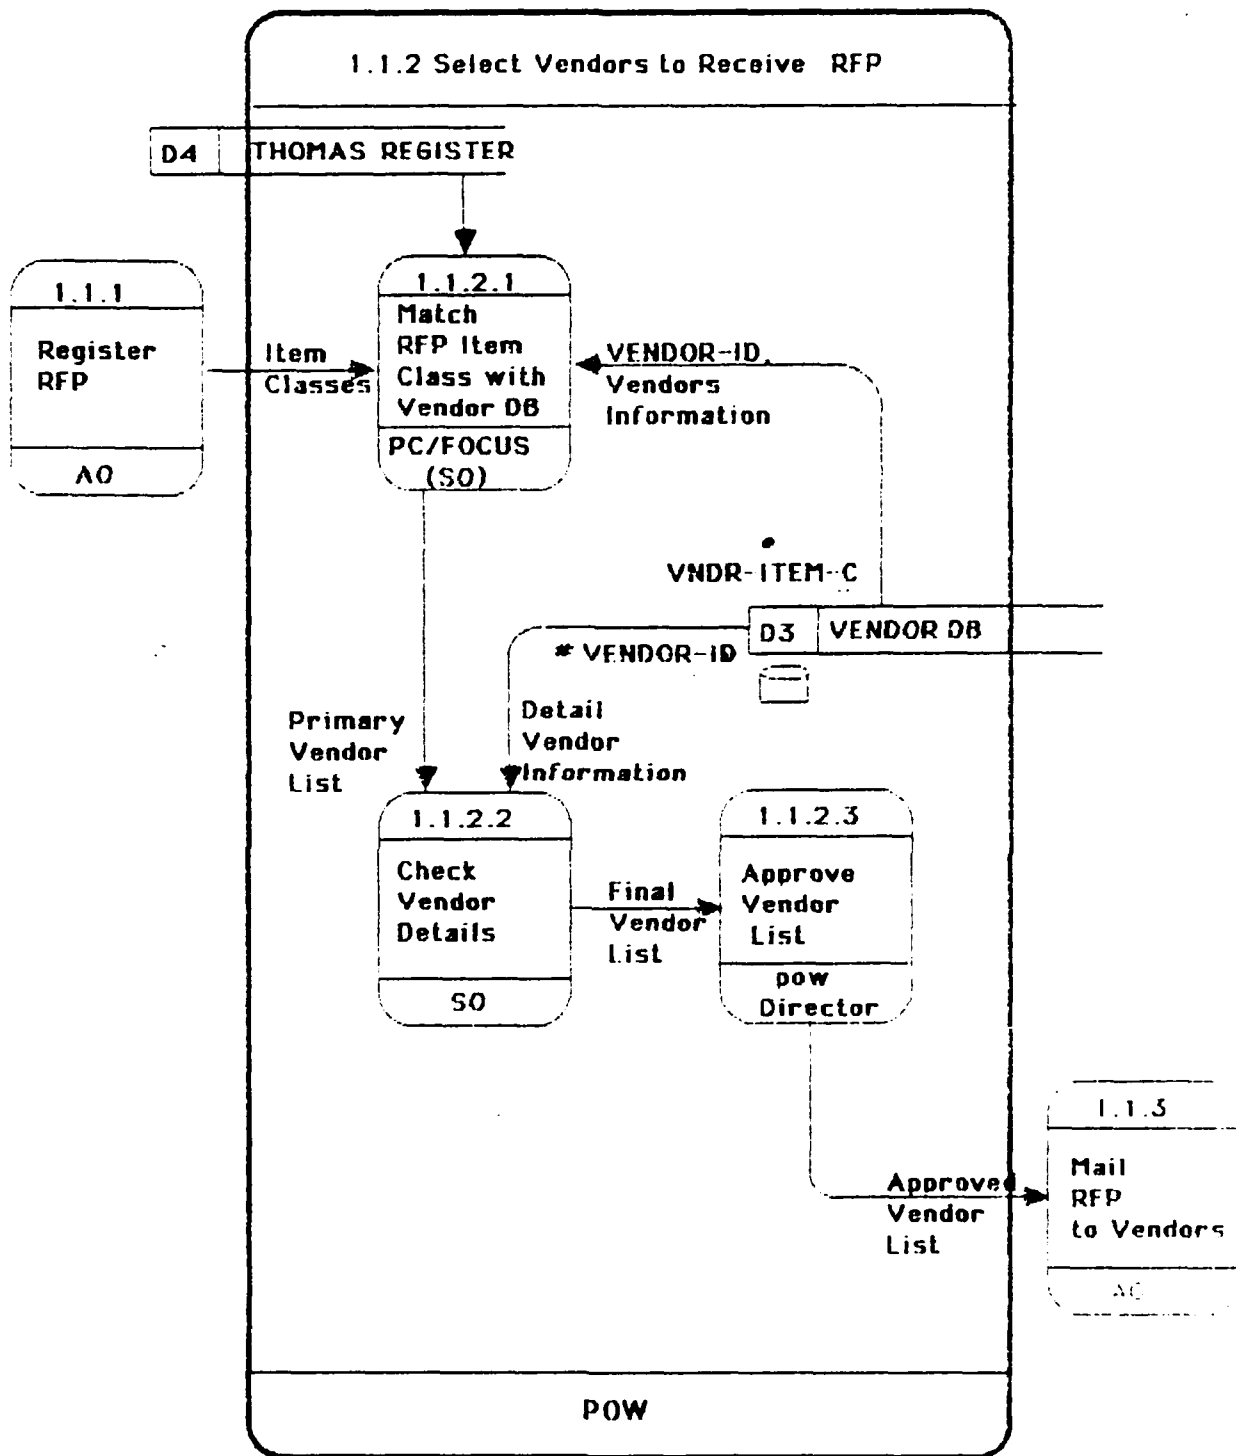 1.1.2 Select Vendors to Receive RFP
D4 THOMAS REGISTER
1.1.1
Register
RFP
AO
Item
Classes
1.1.2.1
Match
RFP Item
Class with
Vendor DB
PC/FOCUS
(SO)
VENDOR-ID,
Vendors
Information
VNDR-ITEM-C
D3 VENDOR DB
* VENDOR-ID
Primary
Vendor
List
Detail
Vendor
Information
1.1.2.2
Check
Vendor
Details
SO
Final
Vendor
List
1.1.2.3
Approve
Vendor
List
pow
Director
Approved
Vendor
List
1.1.3
Mail
RFP
to Vendors
AO
POW